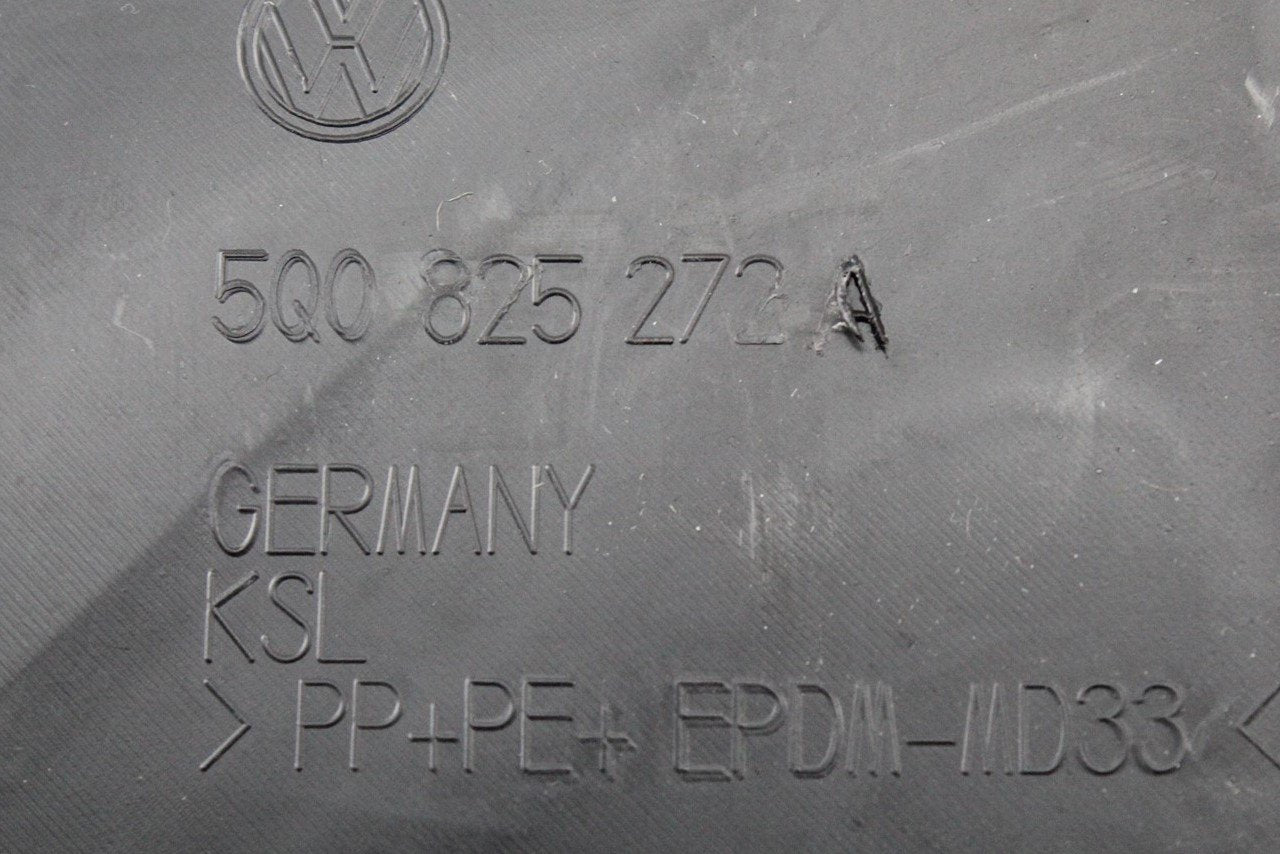 5Q0 825 272 A
GERMANY
KSL
>PP+PE+EPDM-MD33<